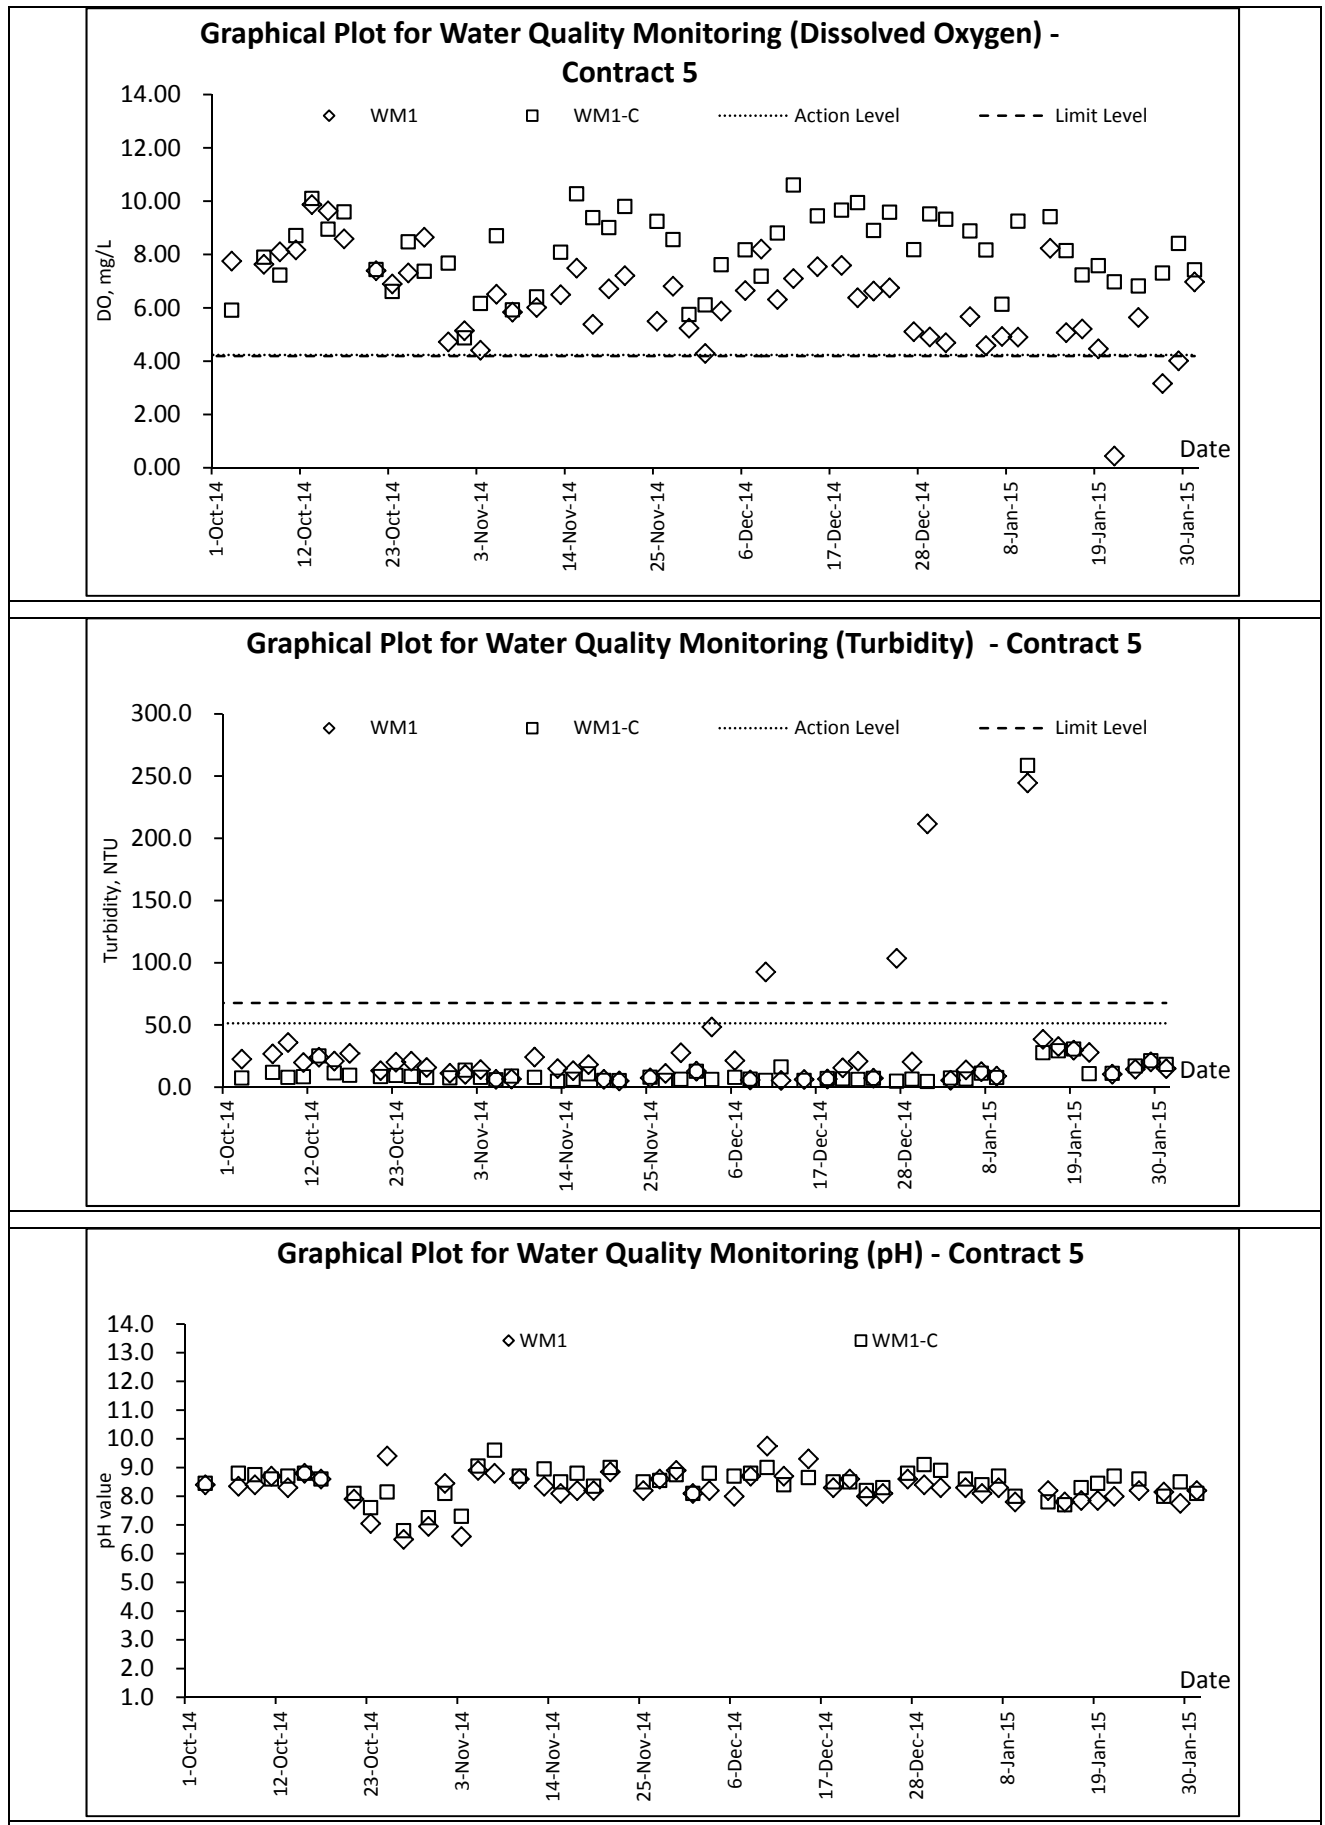 Graphical Plot for Water Quality Monitoring (Dissolved Oxygen) -
Contract 5
14.00
12.00
10.00
8.00
6.00
4.00
2.00
0.00
DO, mg/L
WM1 WM1-C Action Level Limit Level
Date
1-Oct-14 12-Oct-14 23-Oct-14 3-Nov-14 14-Nov-14 25-Nov-14 6-Dec-14 17-Dec-14 28-Dec-14 8-Jan-15 19-Jan-15 30-Jan-15
Graphical Plot for Water Quality Monitoring (Turbidity) - Contract 5
300.0
250.0
200.0
150.0
100.0
50.0
0.0
Turbidity, NTU
WM1 WM1-C Action Level Limit Level
Date
1-Oct-14 12-Oct-14 23-Oct-14 3-Nov-14 14-Nov-14 25-Nov-14 6-Dec-14 17-Dec-14 28-Dec-14 8-Jan-15 19-Jan-15 30-Jan-15
Graphical Plot for Water Quality Monitoring (pH) - Contract 5
14.0
13.0
12.0
11.0
10.0
9.0
8.0
7.0
6.0
5.0
4.0
3.0
2.0
1.0
pH value
WM1 WM1-C
Date
1-Oct-14 12-Oct-14 23-Oct-14 3-Nov-14 14-Nov-14 25-Nov-14 6-Dec-14 17-Dec-14 28-Dec-14 8-Jan-15 19-Jan-15 30-Jan-15